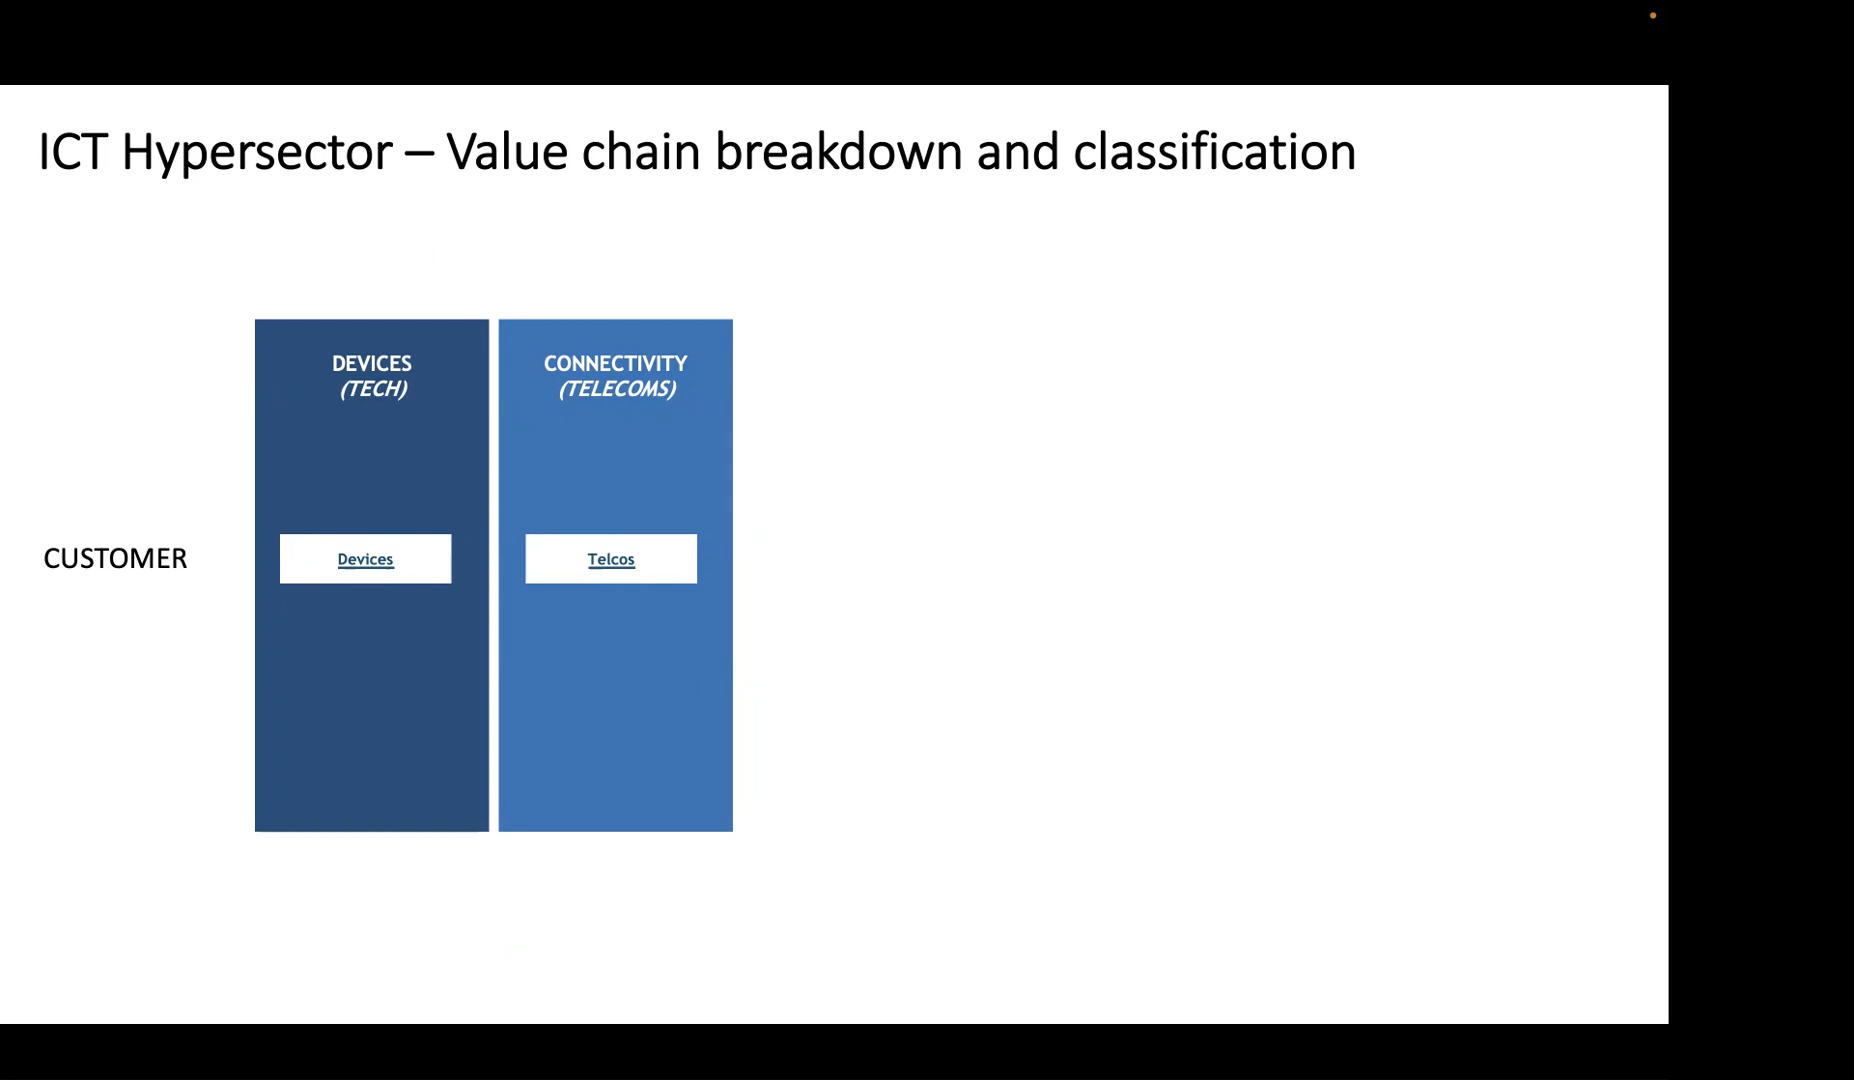 ICT Hypersector – Value chain breakdown and classification
DEVICES
(TECH)
CONNECTIVITY
(TELECOMS)
CUSTOMER
Devices
Telcos